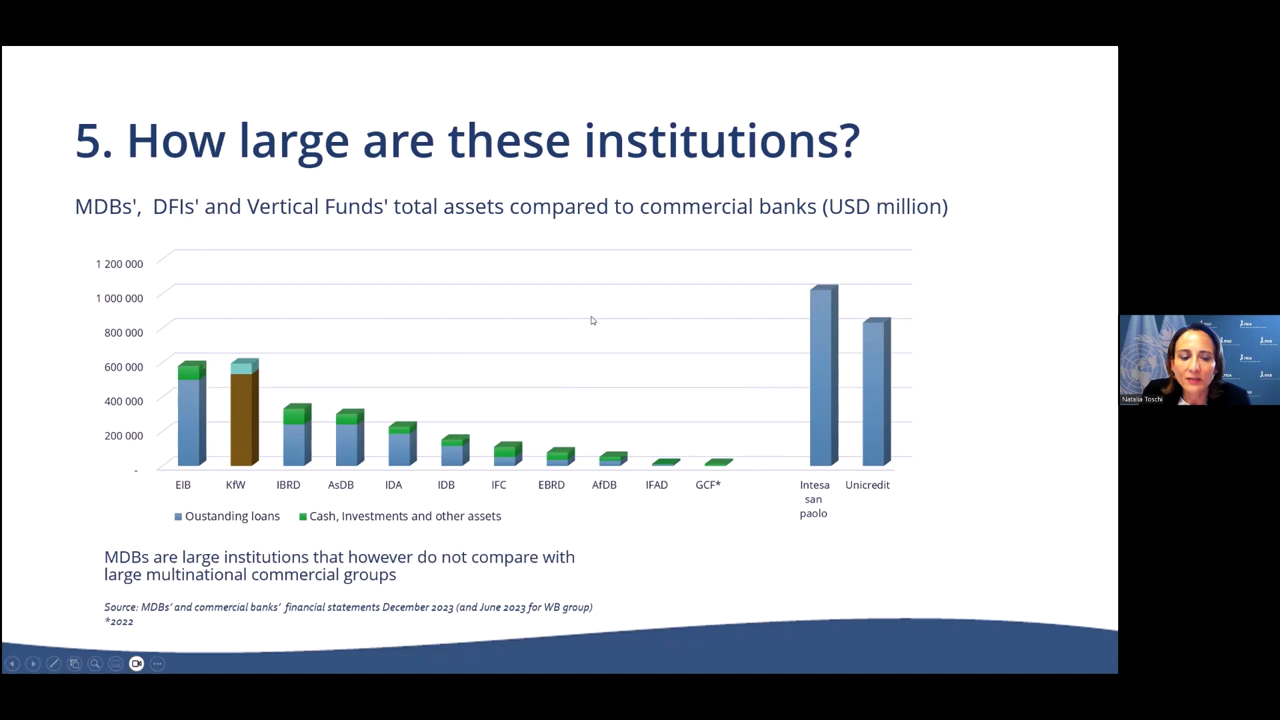 5. How large are these institutions?
MDBs', DFIs' and Vertical Funds' total assets compared to commercial banks (USD million)
1 200 000
1 000 000
800 000
600 000
400 000
200 000
-
EIB KfW IBRD AsDB IDA IDB IFC EBRD AfDB IFAD GCF* Intesa san paolo Unicredit
Oustanding loans Cash, Investments and other assets
MDBs are large institutions that however do not compare with
large multinational commercial groups
Source: MDBs' and commercial banks' financial statements December 2023 (and June 2023 for WB group)
*2022
Natalia Toschi